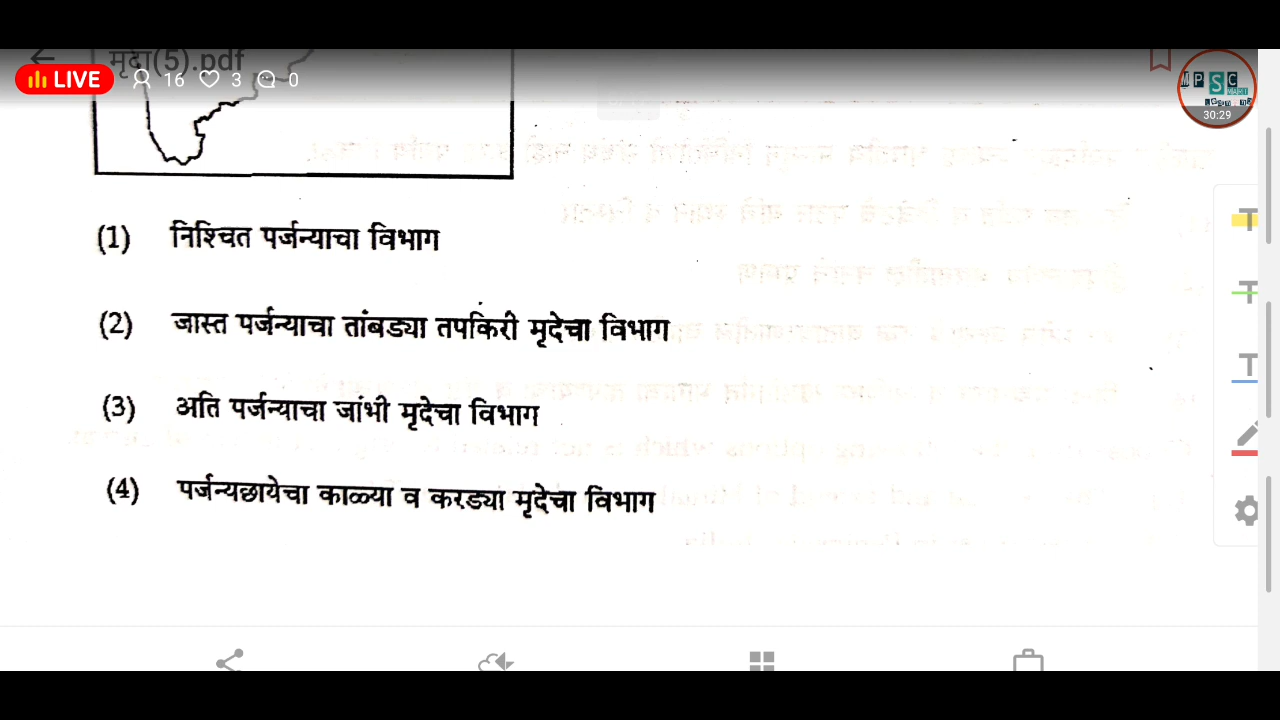 मृदा(5).pdf
LIVE 16 3 0
MPSC
30:29
(1) निश्चित पर्जन्याचा विभाग
(2) जास्त पर्जन्याचा तांबड्या तपकिरी मृदेचा विभाग
(3) अति पर्जन्याचा जांभी मृदेचा विभाग
(4) पर्जन्यछायेचा काळ्या व करड्या मृदेचा विभाग